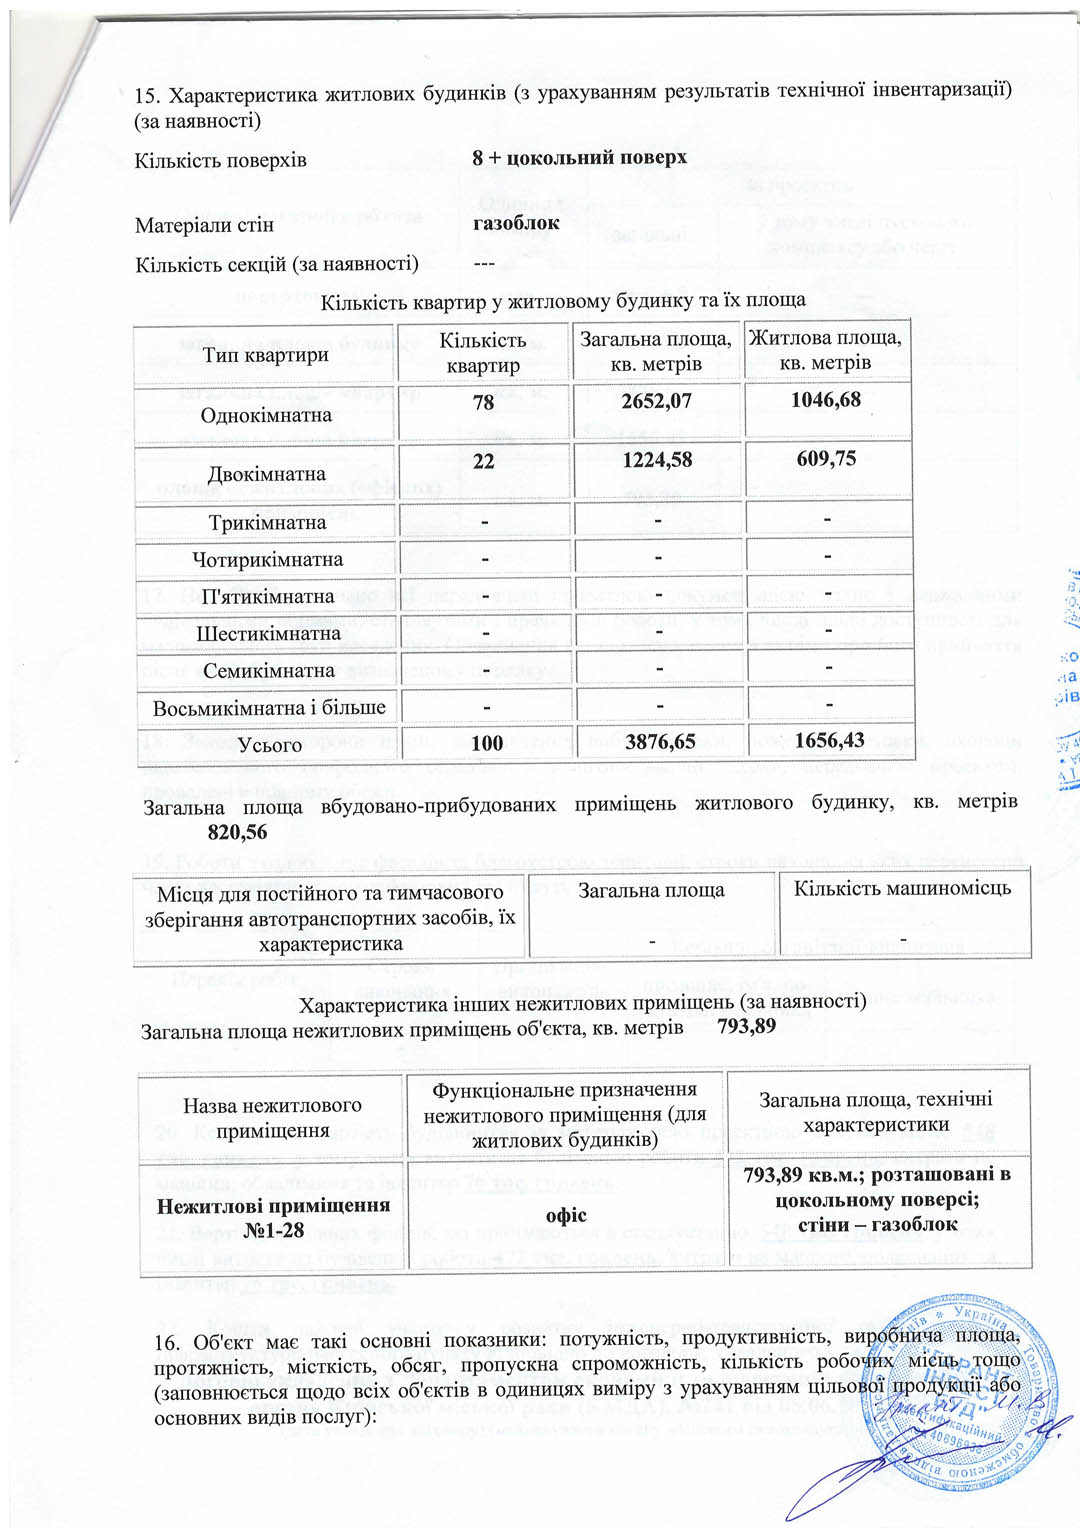 15. Характеристика житлових будинків (з урахуванням результатів технічної інвентаризації)
(за наявності)
Кількість поверхів 8 + цокольний поверх
Матеріали стін газоблок
Кількість секцій (за наявності) ---
Кількість квартир у житловому будинку та їх площа
Тип квартири Кількість квартир Загальна площа, кв. метрів Житлова площа, кв. метрів
Однокімнатна 78 2652,07 1046,68
Двокімнатна 22 1224,58 609,75
Трикімнатна - - -
Чотирикімнатна - - -
П'ятикімнатна - - -
Шестикімнатна - - -
Семикімнатна - - -
Восьмикімнатна і більше - - -
Усього 100 3876,65 1656,43
Загальна площа вбудовано-прибудованих приміщень житлового будинку, кв. метрів
820,56
Місця для постійного та тимчасового зберігання автотранспортних засобів, їх характеристика Загальна площа - Кількість машиномісць -
Характеристика інших нежитлових приміщень (за наявності)
Загальна площа нежитлових приміщень об'єкта, кв. метрів 793,89
Назва нежитлового приміщення Функціональне призначення нежитлового приміщення (для житлових будинків) Загальна площа, технічні характеристики
Нежитлові приміщення №1-28 офіс 793,89 кв.м.; розташовані в цокольному поверсі; стіни – газоблок
16. Об'єкт має такі основні показники: потужність, продуктивність, виробнича площа,
протяжність, місткість, обсяг, пропускна спроможність, кількість робочих місць тощо
(заповнюється щодо всіх об'єктів в одиницях виміру з урахуванням цільової продукції або
основних видів послуг):
Україна
"ГАРАНТ
ІНВЕСТ
БУД"